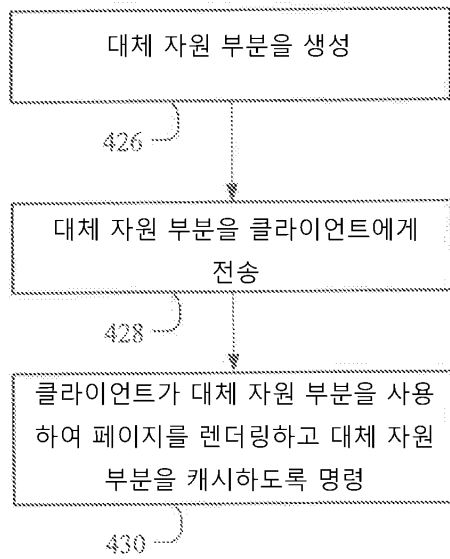 대체 자원 부분을 생성
426
대체 자원 부분을 클라이언트에게
전송
428
클라이언트가 대체 자원 부분을 사용
하여 페이지를 렌더링하고 대체 자원
부분을 캐시하도록 명령
430